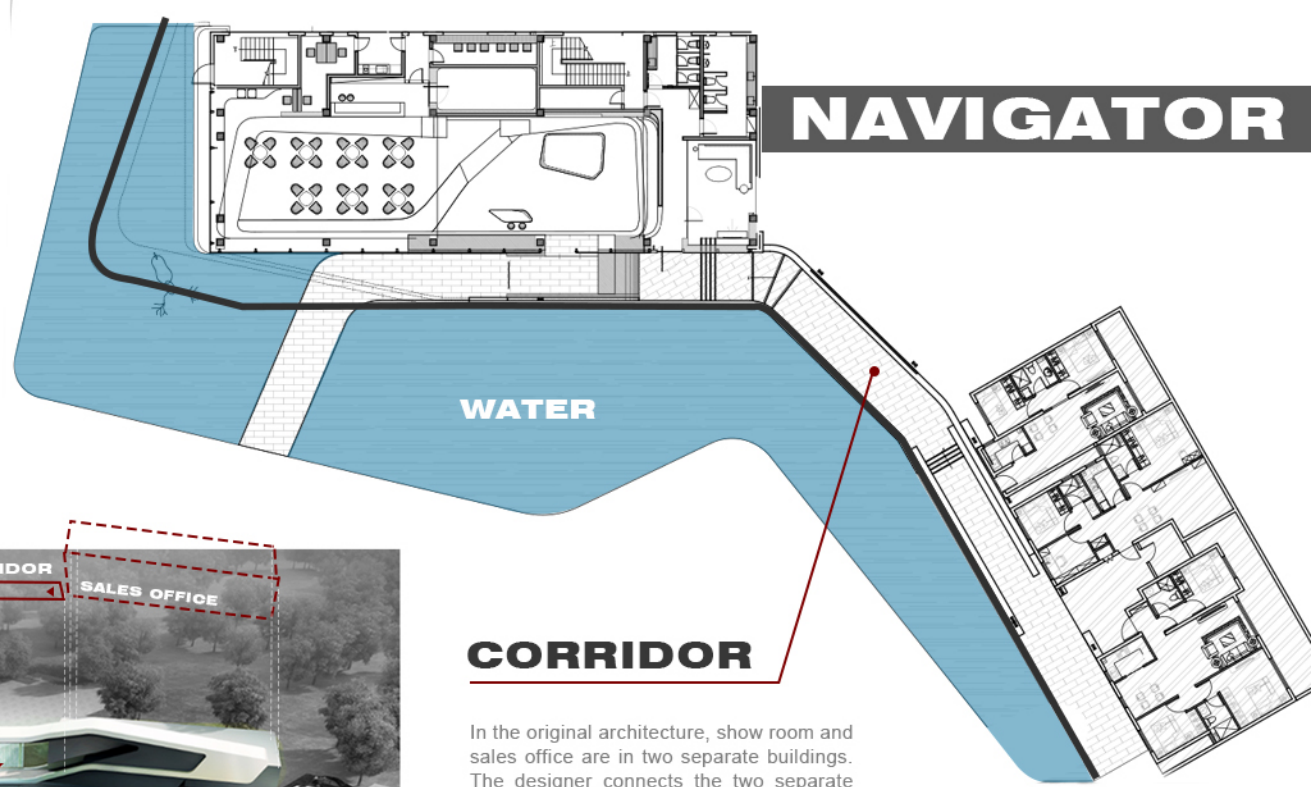 NAVIGATOR
WATER
IDOR
SALES OFFICE
CORRIDOR
In the original architecture, show room and
sales office are in two separate buildings.
The designer connects the two separate